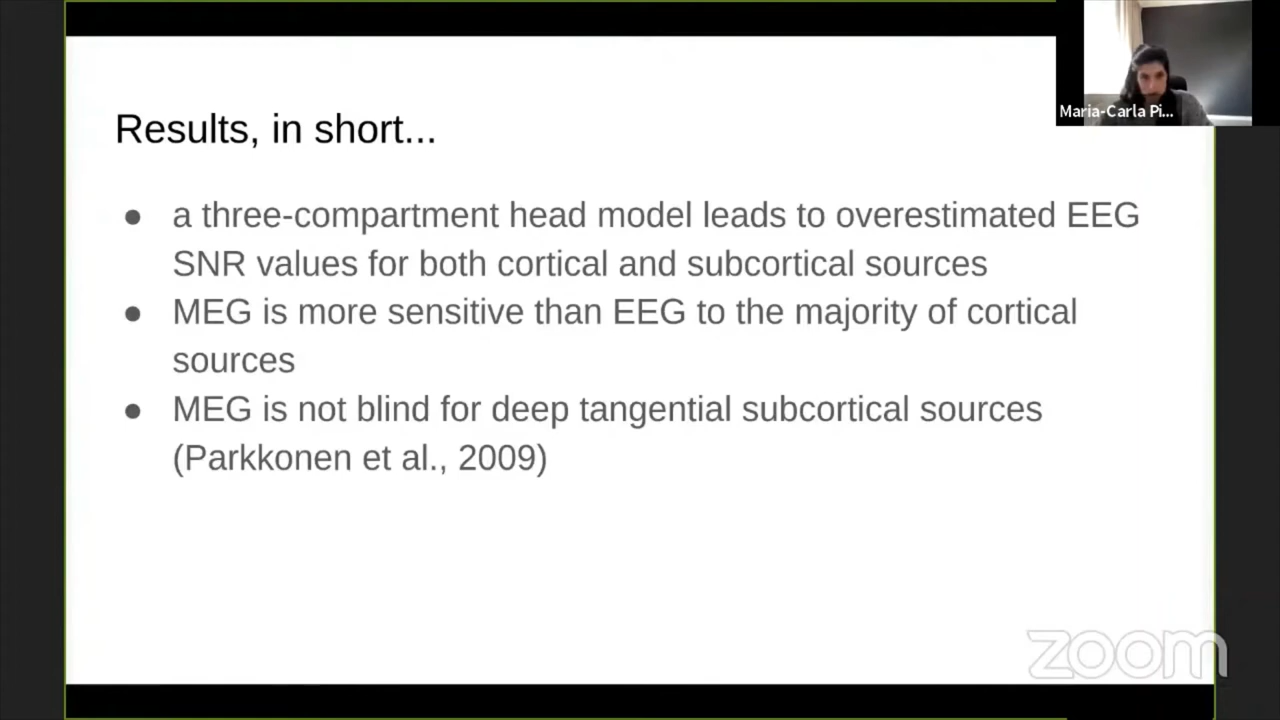 Maria-Carla Pi...
Results, in short...
● a three-compartment head model leads to overestimated EEG
SNR values for both cortical and subcortical sources
● MEG is more sensitive than EEG to the majority of cortical
sources
● MEG is not blind for deep tangential subcortical sources
(Parkkonen et al., 2009)
zoom